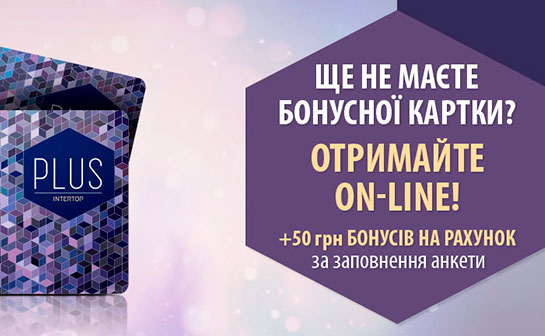 PLUS
INTERTOP
ЩЕ НЕ МАЄТЕ
БОНУСНОЇ КАРТКИ?
ОТРИМАЙТЕ
ON-LINE!
+50 грн БОНУСІВ НА РАХУНОК
за заповнення анкети